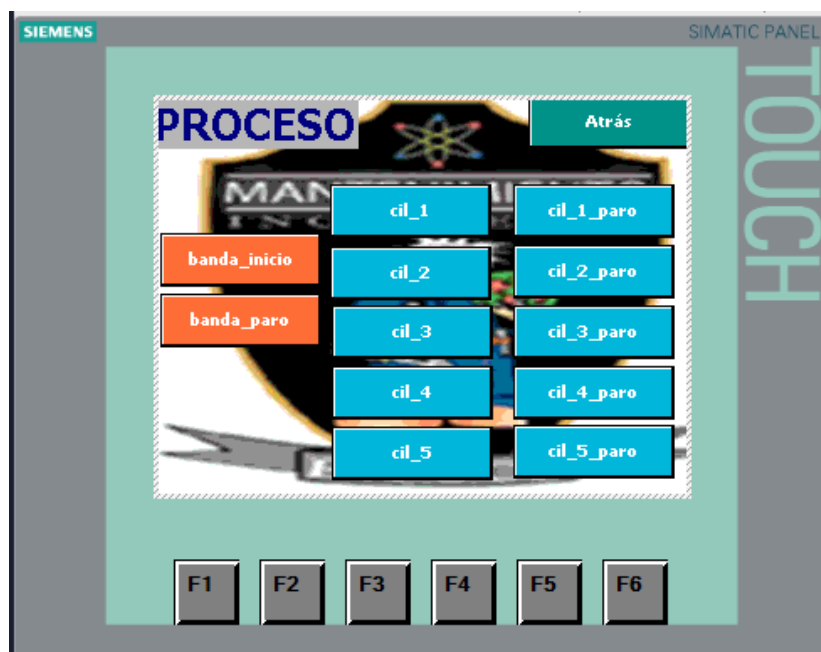 SIEMENS
SIMATIC PANEL
TOUCH
PROCESO
Atrás
cil_1
cil_1_paro
banda_inicio
cil_2
cil_2_paro
banda_paro
cil_3
cil_3_paro
cil_4
cil_4_paro
cil_5
cil_5_paro
F1
F2
F3
F4
F5
F6